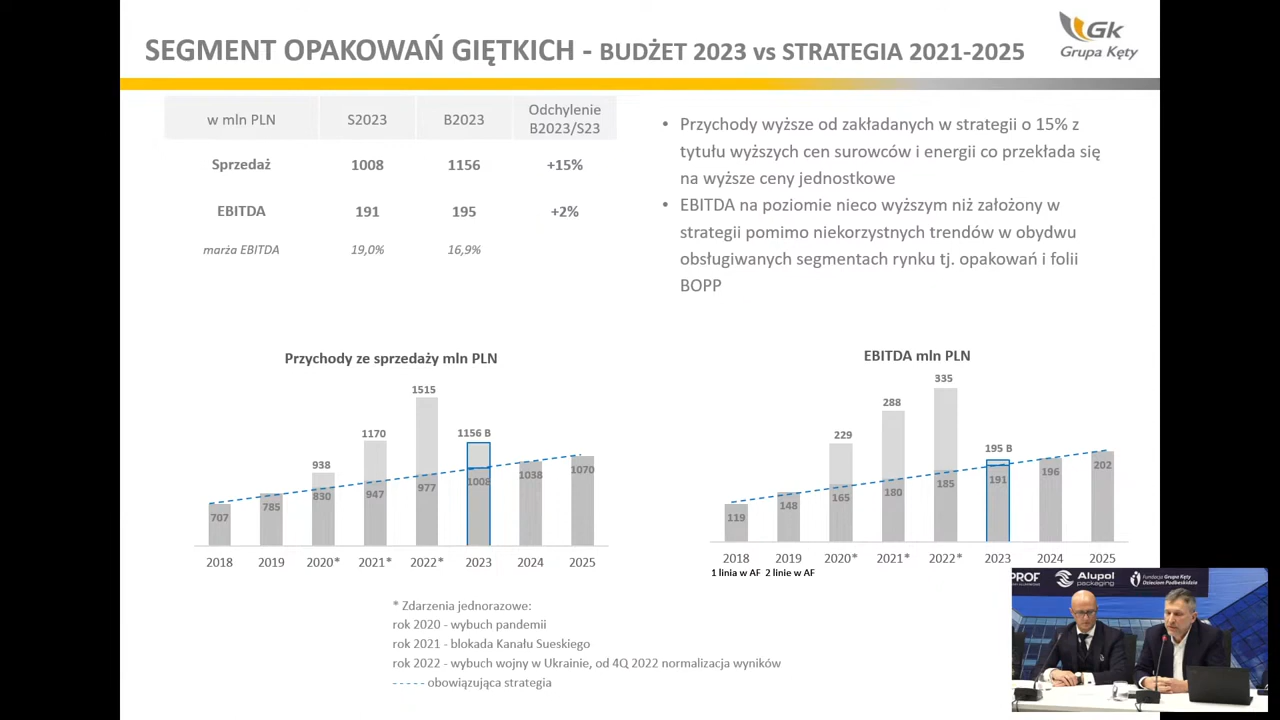 SEGMENT OPAKOWAŃ GIĘTKICH - BUDŻET 2023 vs STRATEGIA 2021-2025
Gk
Grupa Kęty
w mln PLN S2023 B2023 Odchylenie B2023/S23
Sprzedaż 1008 1156 +15%
EBITDA 191 195 +2%
marża EBITDA 19,0% 16,9%
• Przychody wyższe od zakładanych w strategii o 15% z
tytułu wyższych cen surowców i energii co przekłada się
na wyższe ceny jednostkowe
• EBITDA na poziomie nieco wyższym niż założony w
strategii pomimo niekorzystnych trendów w obydwu
obsługiwanych segmentach rynku tj. opakowań i folii
BOPP
Przychody ze sprzedaży mln PLN
1515
1170
1156 B
938
707 785 830 947 977 1008 1038 1070
2018 2019 2020* 2021* 2022* 2023 2024 2025
EBITDA mln PLN
335
288
229
195 B
119 148 165 180 185 191 196 202
2018 2019 2020* 2021* 2022* 2023 2024 2025
1 linia w AF 2 linie w AF
* Zdarzenia jednorazowe:
rok 2020 - wybuch pandemii
rok 2021 - blokada Kanału Sueskiego
rok 2022 - wybuch wojny w Ukrainie, od 4Q 2022 normalizacja wyników
- - - - - obowiązująca strategia
PROF
Alupol
packaging
Fundacja Grupa Kęty
Dzieciom Podbeskidzia